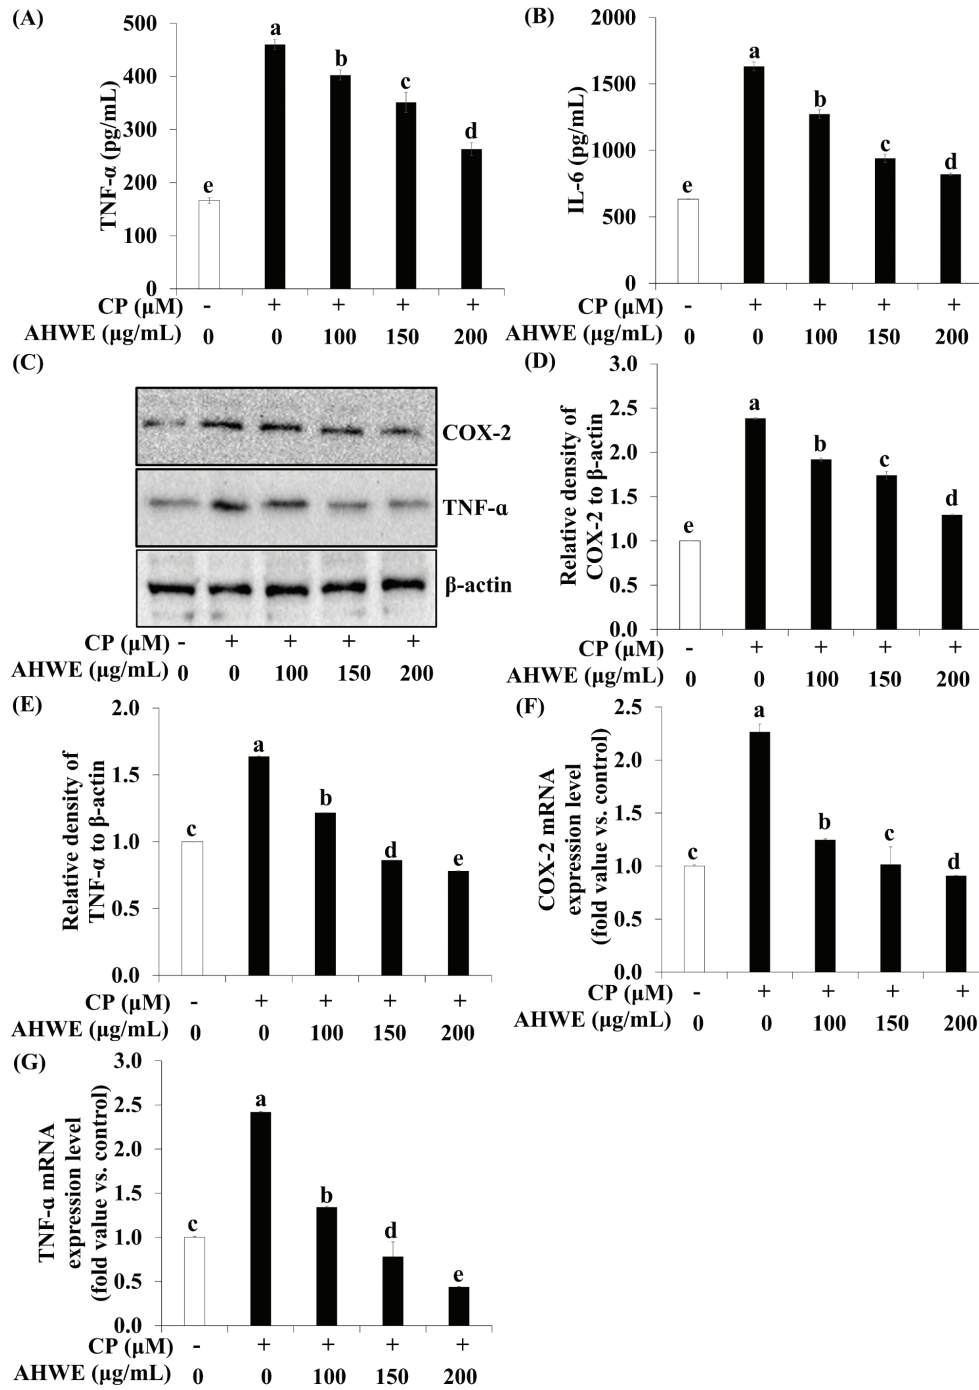 (A)
TNF-α (pg/mL)
500
400
300
200
100
0
e
a
b
c
d
CP (μM) - + + + +
AHWE (μg/mL) 0 0 100 150 200
(B)
IL-6 (pg/mL)
2000
1500
1000
500
0
e
a
b
c
d
CP (μM) - + + + +
AHWE (μg/mL) 0 0 100 150 200
(C)
COX-2
TNF-α
β-actin
CP (μM) - + + + +
AHWE (μg/mL) 0 0 100 150 200
(D)
Relative density of
COX-2 to β-actin
3.0
2.5
2.0
1.5
1.0
0.5
0.0
e
a
b
c
d
CP (μM) - + + + +
AHWE (μg/mL) 0 0 100 150 200
(E)
Relative density of
TNF-α to β-actin
2.0
1.5
1.0
0.5
0.0
c
a
b
d
e
CP (μM) - + + + +
AHWE (μg/mL) 0 0 100 150 200
(F)
COX-2 mRNA
expression level
(fold value vs. control)
2.5
2.0
1.5
1.0
0.5
0.0
c
a
b
c
d
CP (μM) - + + + +
AHWE (μg/mL) 0 0 100 150 200
(G)
TNF-α mRNA
expression level
(fold value vs. control)
3.0
2.5
2.0
1.5
1.0
0.5
0.0
c
a
b
d
e
CP (μM) - + + + +
AHWE (μg/mL) 0 0 100 150 200